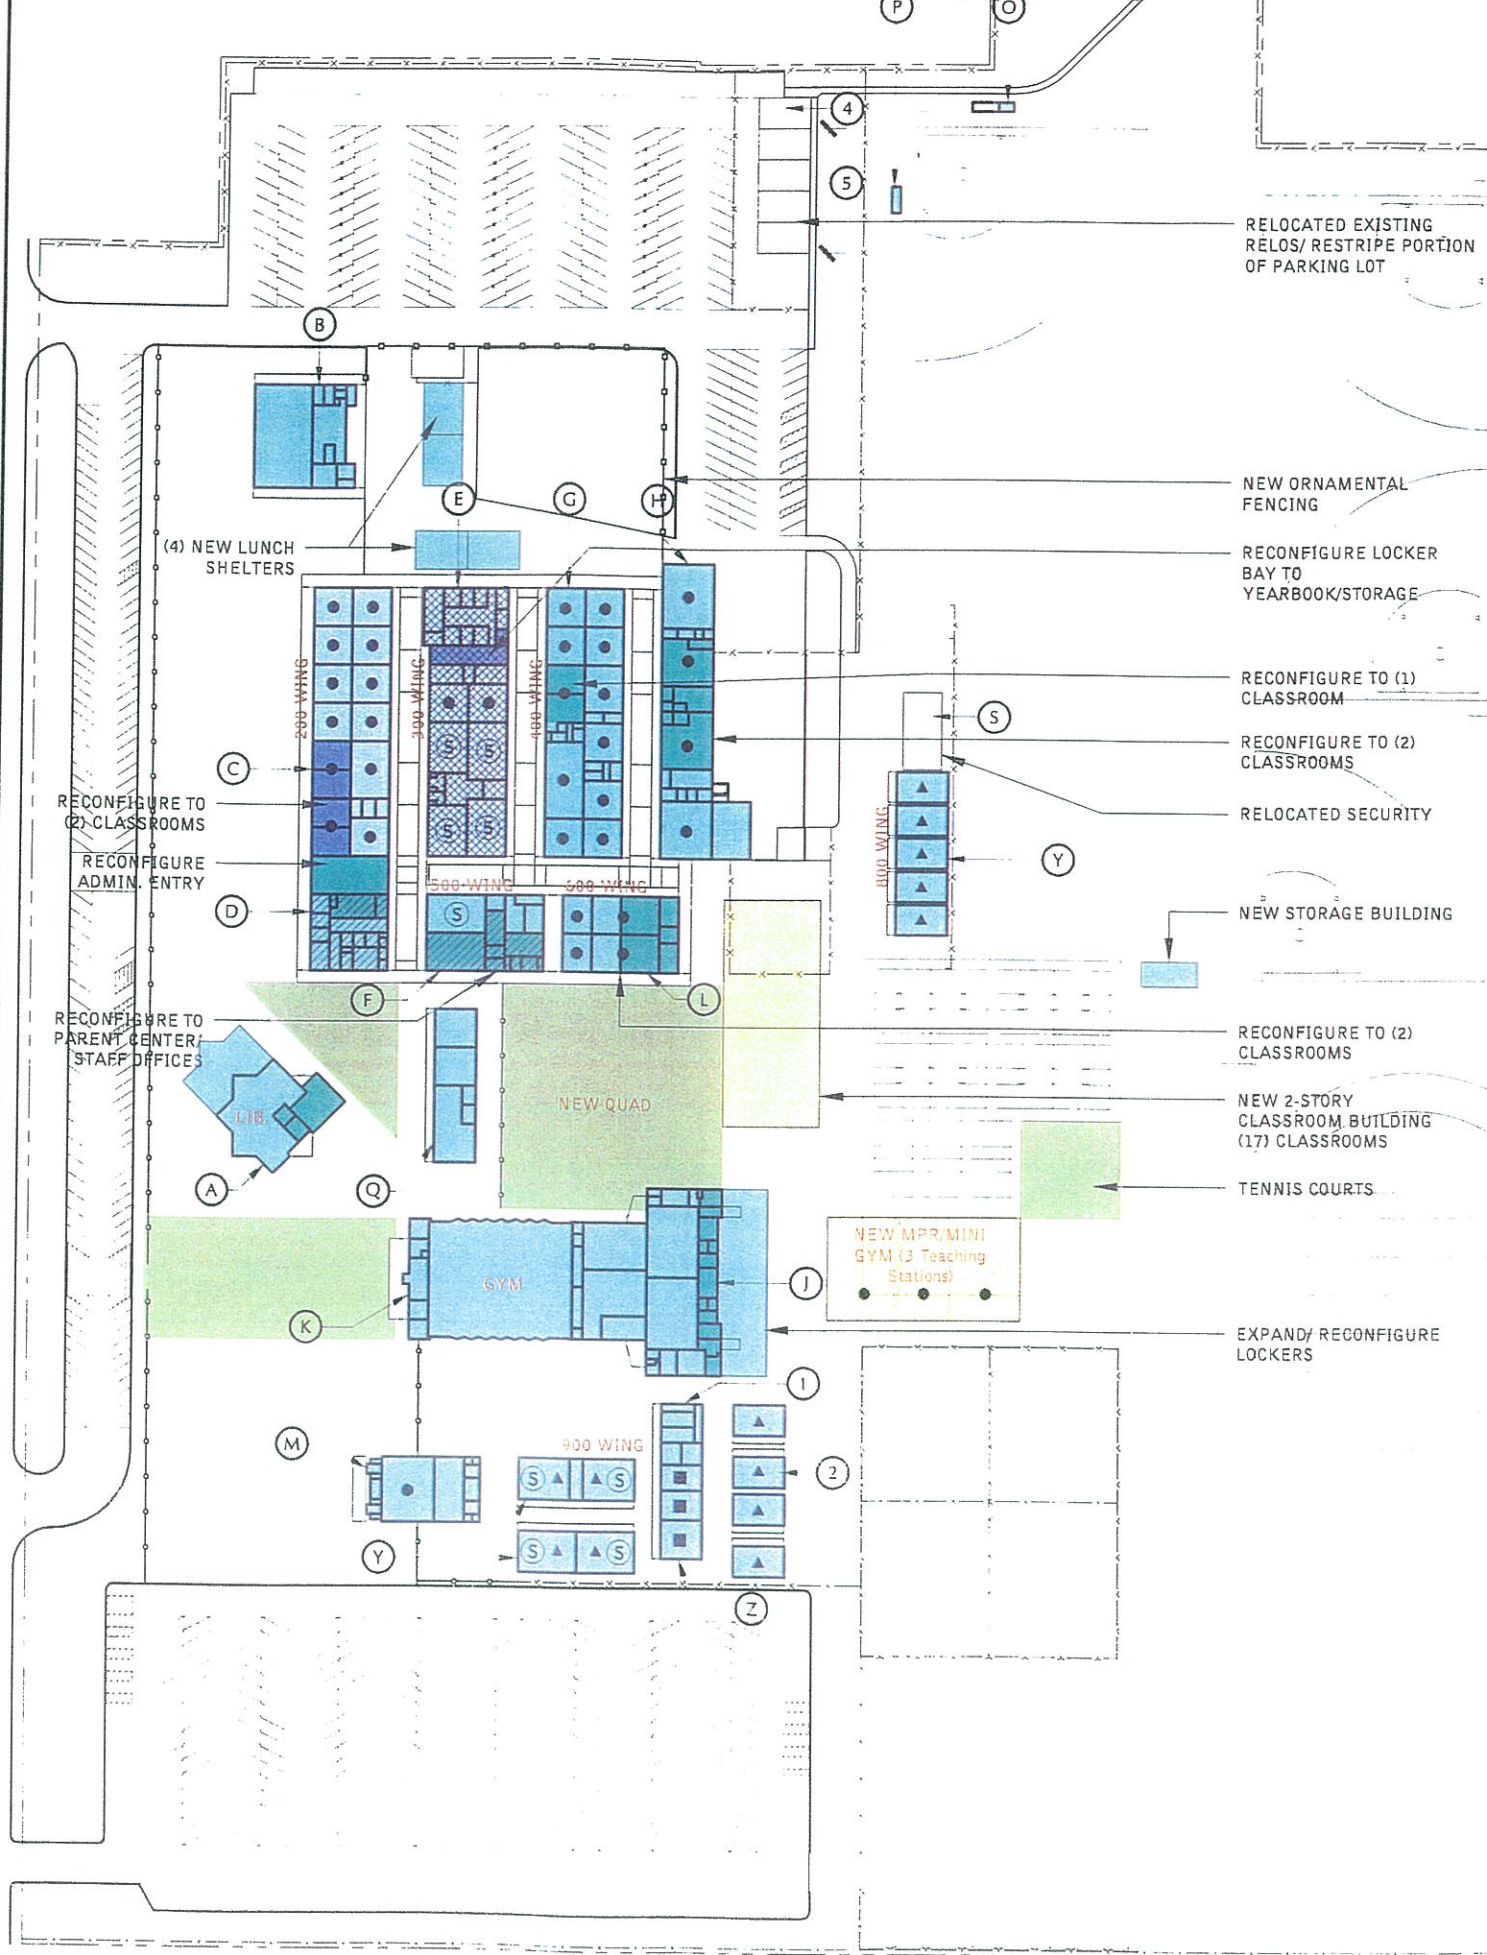 P
O
4
5
RELOCATED EXISTING
RELOS/ RESTRIPE PORTION
OF PARKING LOT
B
E
G
H
NEW ORNAMENTAL
FENCING
(4) NEW LUNCH
SHELTERS
RECONFIGURE LOCKER
BAY TO
YEARBOOK/STORAGE
200 WING
300 WING
400 WING
RECONFIGURE TO (1)
CLASSROOM
S
S
S
RECONFIGURE TO (2)
CLASSROOMS
C
RECONFIGURE TO
(2) CLASSROOMS
S
S
RELOCATED SECURITY
800 WING
Y
RECONFIGURE
ADMIN. ENTRY
500 WING
600 WING
D
S
NEW STORAGE BUILDING
F
L
RECONFIGURE TO
PARENT CENTER/
STAFF OFFICES
RECONFIGURE TO (2)
CLASSROOMS
LIB
NEW QUAD
NEW 2-STORY
CLASSROOM BUILDING
(17) CLASSROOMS
A
Q
TENNIS COURTS
NEW MPR/MINI
GYM (3 Teaching
Stations)
GYM
J
K
EXPAND/ RECONFIGURE
LOCKERS
1
M
900 WING
S
S
2
Y
S
S
Z